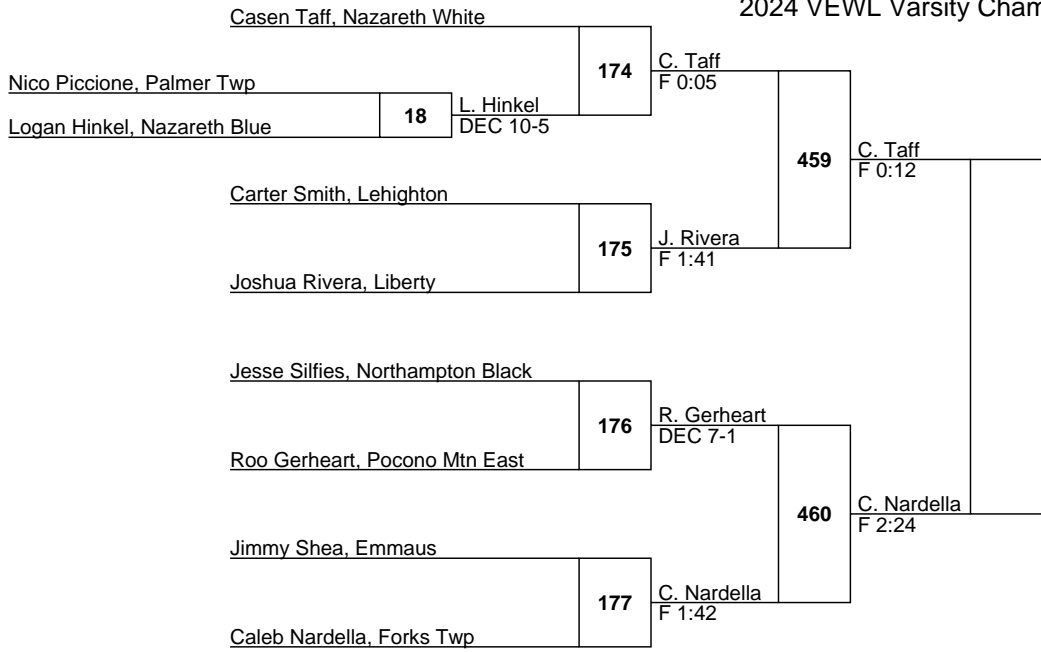 2024 VEWL Varsity Cham
Casen Taff, Nazareth White
174
C. Taff
F 0:05
Nico Piccione, Palmer Twp
18
L. Hinkel
DEC 10-5
Logan Hinkel, Nazareth Blue
459
C. Taff
F 0:12
Carter Smith, Lehighton
175
J. Rivera
F 1:41
Joshua Rivera, Liberty
Jesse Silfies, Northampton Black
176
R. Gerheart
DEC 7-1
Roo Gerheart, Pocono Mtn East
460
C. Nardella
F 2:24
Jimmy Shea, Emmaus
177
C. Nardella
F 1:42
Caleb Nardella, Forks Twp